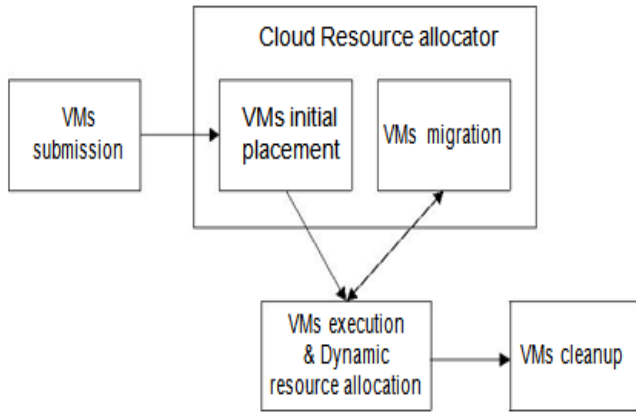 Cloud Resource allocator
VMs
submission
VMs initial
placement
VMs migration
VMs execution
& Dynamic
resource allocation
VMs cleanup